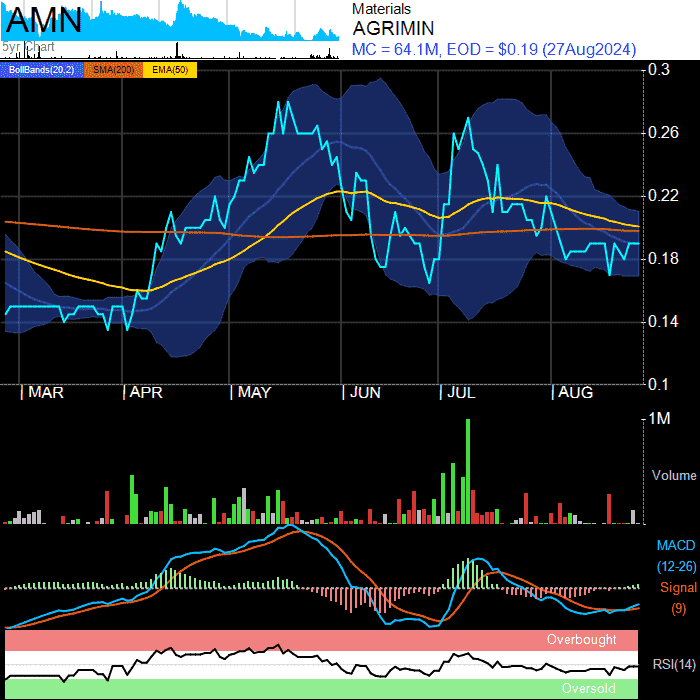 AMN
5yr Chart
Materials
AGRIMIN
MC = 64.1M, EOD = $0.19 (27Aug2024)
BollBands(20,2) SMA(200) EMA(50)
0.3
0.26
0.22
0.18
0.14
0.1
MAR APR MAY JUN JUL AUG
1M
Volume
MACD
(12-26)
Signal
(9)
Overbought
RSI(14)
Oversold